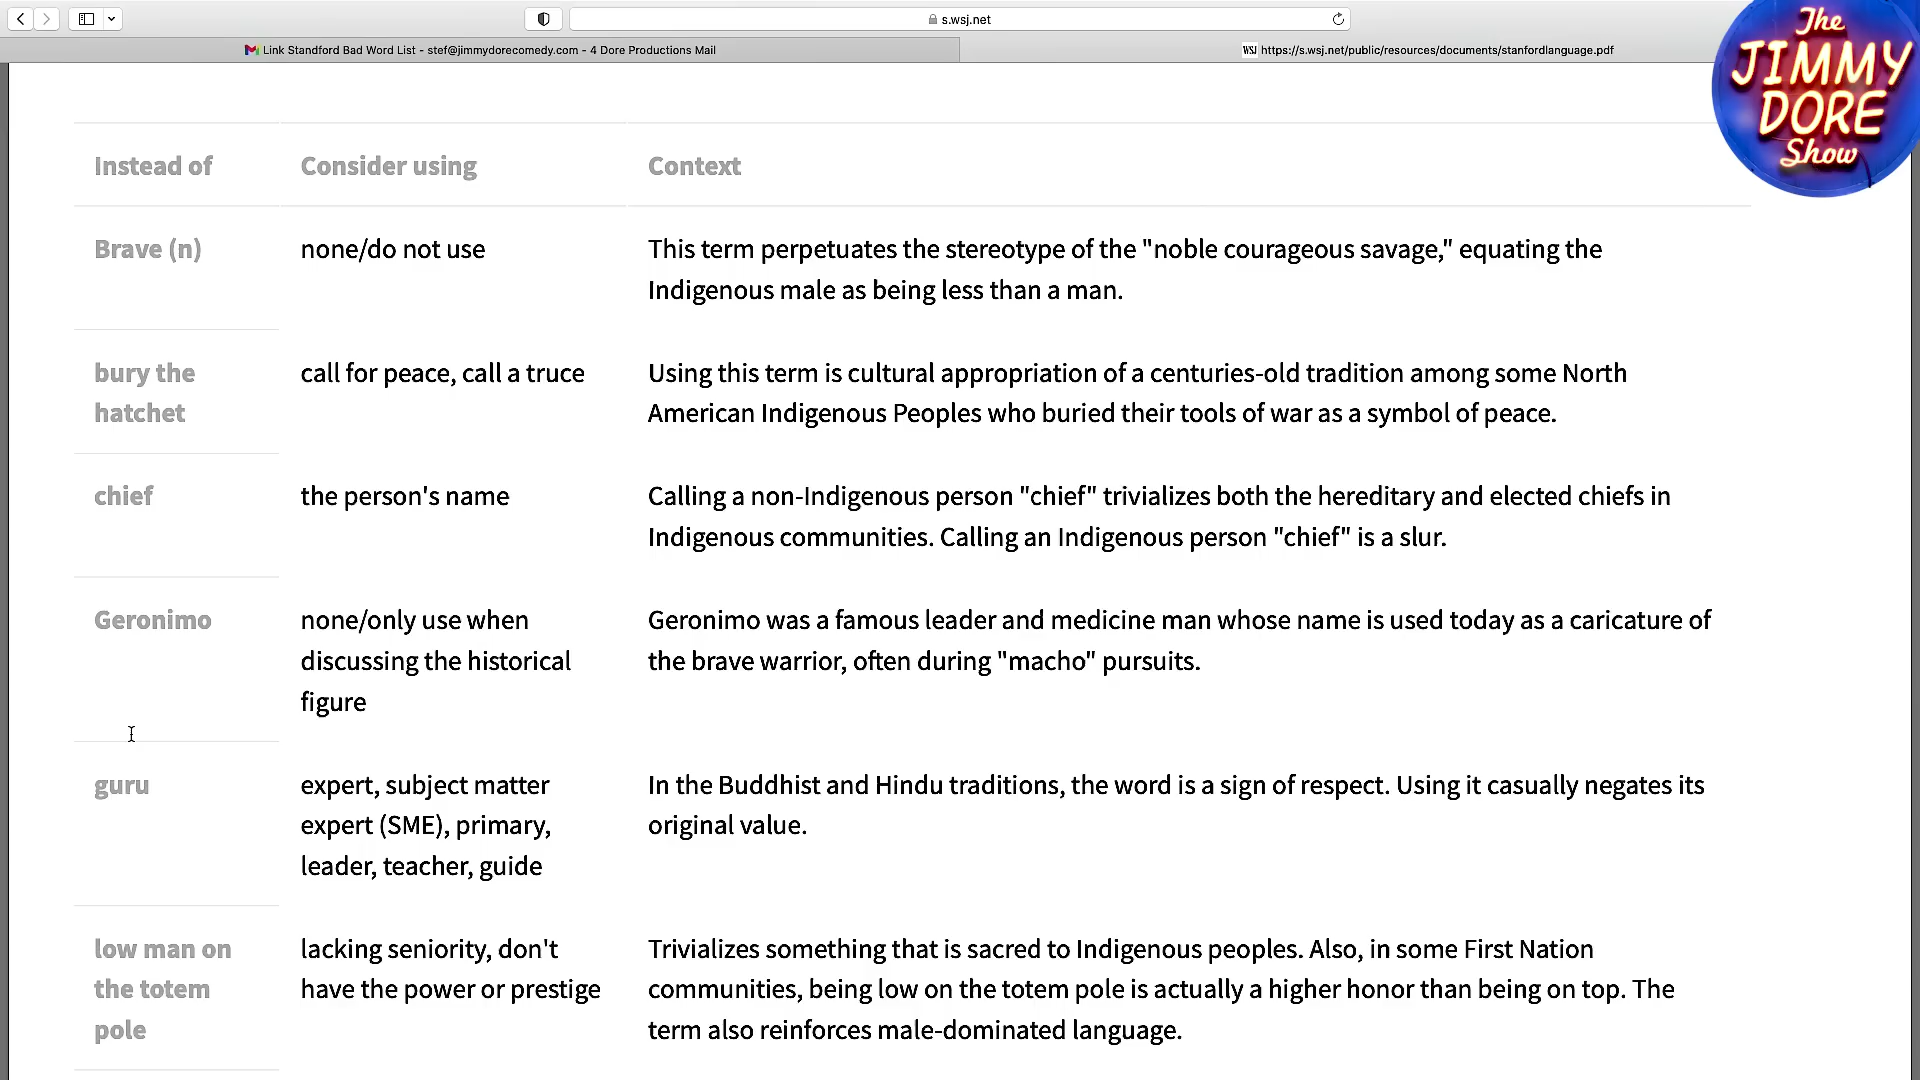 s.wsj.net
Link Standford Bad Word List - stef@jimmydorecomedy.com - 4 Dore Productions Mail
WSJ https://s.wsj.net/public/resources/documents/stanfordlanguage.pdf
The
JIMMY
DORE
Show
Instead of Consider using Context
Brave (n) none/do not use This term perpetuates the stereotype of the "noble courageous savage," equating the
Indigenous male as being less than a man.
bury the call for peace, call a truce Using this term is cultural appropriation of a centuries-old tradition among some North
hatchet American Indigenous Peoples who buried their tools of war as a symbol of peace.
chief the person's name Calling a non-Indigenous person "chief" trivializes both the hereditary and elected chiefs in
Indigenous communities. Calling an Indigenous person "chief" is a slur.
Geronimo none/only use when Geronimo was a famous leader and medicine man whose name is used today as a caricature of
discussing the historical the brave warrior, often during "macho" pursuits.
figure
guru expert, subject matter In the Buddhist and Hindu traditions, the word is a sign of respect. Using it casually negates its
expert (SME), primary, original value.
leader, teacher, guide
low man on lacking seniority, don't Trivializes something that is sacred to Indigenous peoples. Also, in some First Nation
the totem have the power or prestige communities, being low on the totem pole is actually a higher honor than being on top. The
pole term also reinforces male-dominated language.